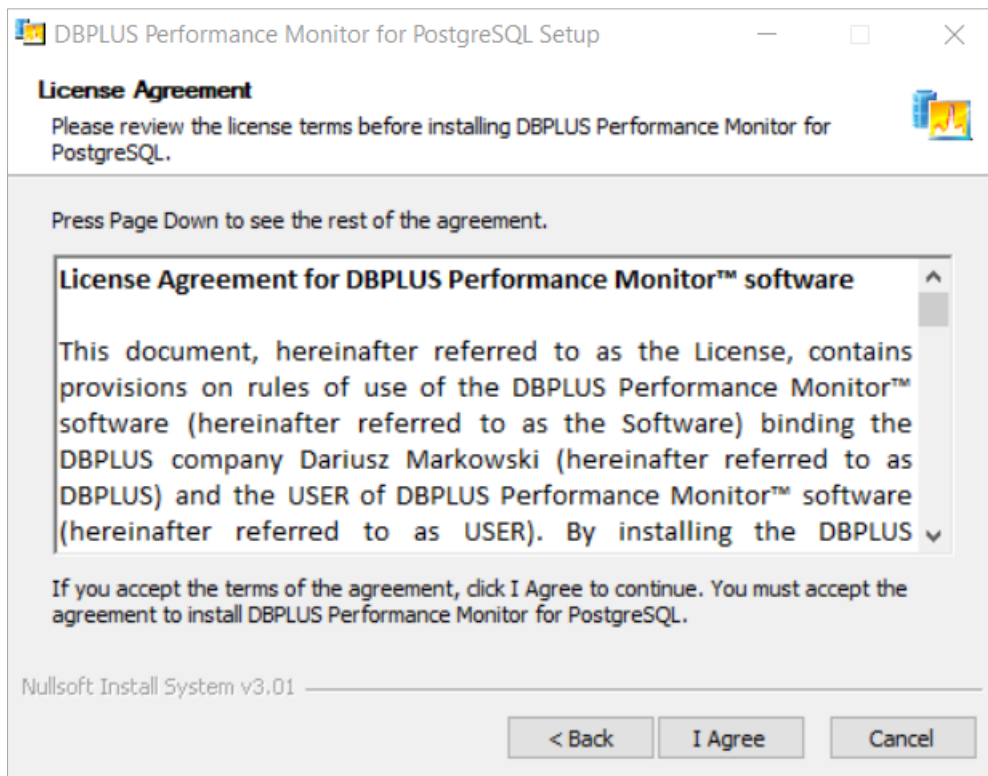 DBPLUS Performance Monitor for PostgreSQL Setup
License Agreement
Please review the license terms before installing DBPLUS Performance Monitor for
PostgreSQL.
Press Page Down to see the rest of the agreement.
License Agreement for DBPLUS Performance Monitor™ software
This document, hereinafter referred to as the License, contains
provisions on rules of use of the DBPLUS Performance Monitor™
software (hereinafter referred to as the Software) binding the
DBPLUS company Dariusz Markowski (hereinafter referred to as
DBPLUS) and the USER of DBPLUS Performance Monitor™ software
(hereinafter referred to as USER). By installing the DBPLUS
If you accept the terms of the agreement, click I Agree to continue. You must accept the
agreement to install DBPLUS Performance Monitor for PostgreSQL.
Nullsoft Install System v3.01
< Back
I Agree
Cancel